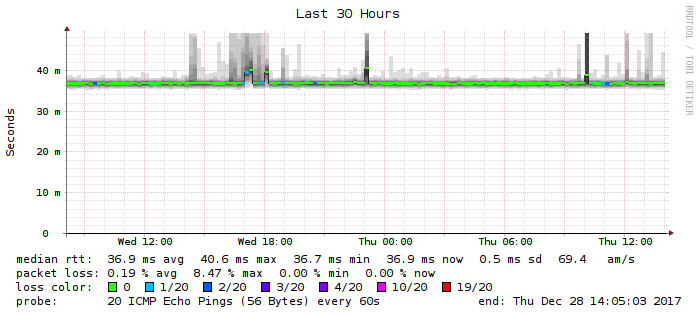 Last 30 Hours
RRDTOOL / TOBI OETIKER
Seconds
40 m
30 m
20 m
10 m
0
Wed 12:00 Wed 18:00 Thu 00:00 Thu 06:00 Thu 12:00
median rtt: 36.9 ms avg 40.6 ms max 36.7 ms min 36.9 ms now 0.5 ms sd 69.4 am/s
packet loss: 0.19 % avg 8.47 % max 0.00 % min 0.00 % now
loss color: 0 1/20 2/20 3/20 4/20 10/20 19/20
probe: 20 ICMP Echo Pings (56 Bytes) every 60s end: Thu Dec 28 14:05:03 2017